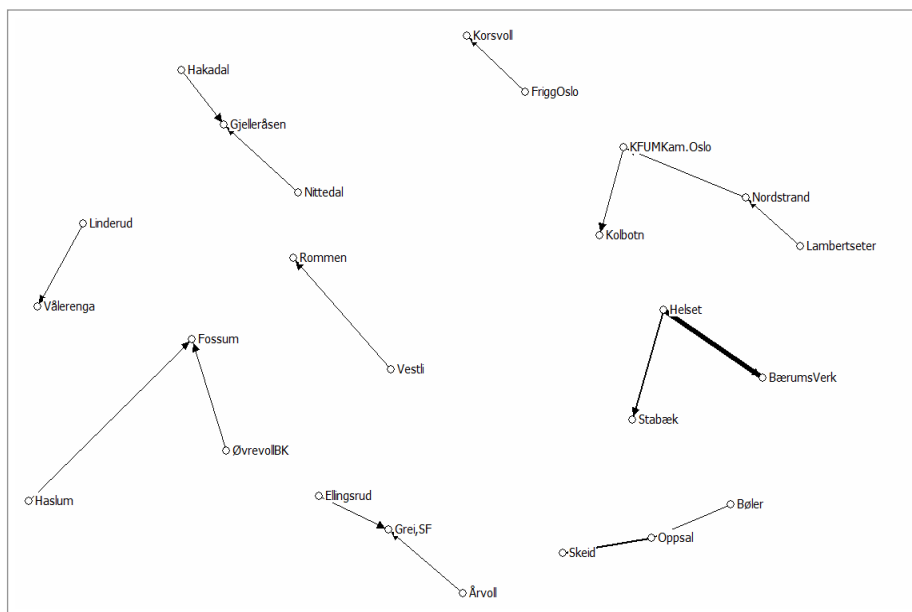 Korsvoll
Hakadal
FriggOslo
Gjelleråsen
KFUMKam.Oslo
Nittedal
Nordstrand
Linderud
Kolbotn
Lambertseter
Rommen
Vålerenga
Helset
Fossum
Vestli
BærumsVerk
Stabæk
ØvrevollBK
Ellingsrud
Haslum
Bøler
Grei,SF
Oppsal
Skeid
Årvoll